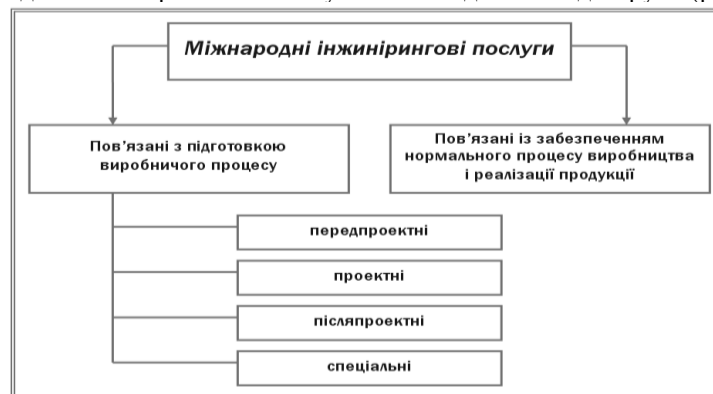 Міжнародні інжинірингові послуги
Пов’язані з підготовкою
виробничого процесу
Пов’язані із забезпеченням
нормального процесу виробництва
і реалізації продукції
передпроектні
проектні
післяпроектні
спеціальні